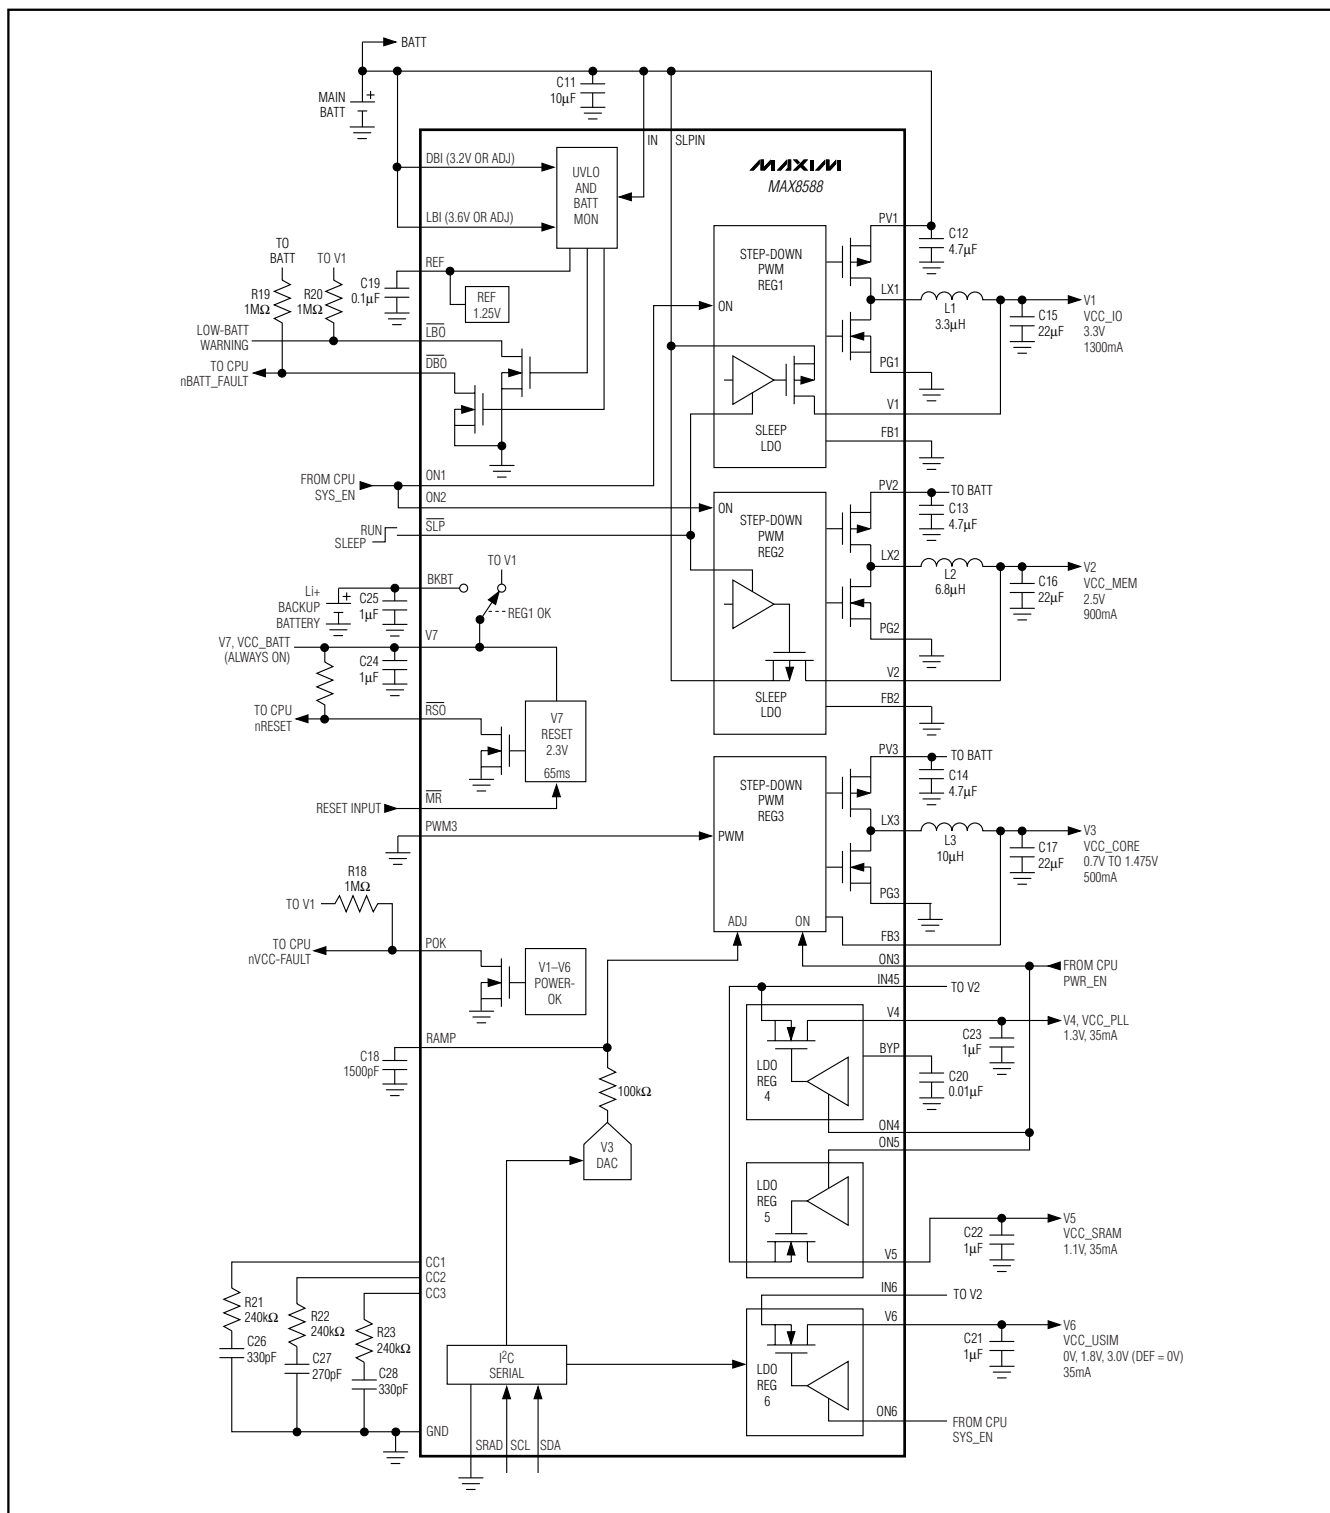 BATT
MAIN
BATT
+
C11
10µF
IN
SLPIN
DBI (3.2V OR ADJ)
LBI (3.6V OR ADJ)
UVLO
AND
BATT
MON
MAXIM
MAX8588
TO
BATT
TO V1
R19
1MΩ
R20
1MΩ
C19
0.1µF
REF
REF
1.25V
LOW-BATT
WARNING
LBO
TO CPU
nBATT_FAULT
DBO
STEP-DOWN
PWM
REG1
ON
SLEEP
LDO
PV1
C12
4.7µF
LX1
L1
3.3µH
C15
22µF
V1
VCC_IO
3.3V
1300mA
PG1
V1
FB1
FROM CPU
SYS_EN
ON1
ON2
RUN
SLEEP
SLP
ON
STEP-DOWN
PWM
REG2
SLEEP
LDO
PV2
TO BATT
C13
4.7µF
LX2
L2
6.8µH
C16
22µF
V2
VCC_MEM
2.5V
900mA
PG2
V2
FB2
Li+
BACKUP
BATTERY
+
C25
1µF
BKBT
TO V1
REG1 OK
V7, VCC_BATT
(ALWAYS ON)
C24
1µF
V7
TO CPU
nRESET
RSO
V7
RESET
2.3V
65ms
RESET INPUT
MR
PWM3
STEP-DOWN
PWM
REG3
PWM
ADJ
ON
PV3
TO BATT
C14
4.7µF
LX3
L3
10µH
C17
22µF
V3
VCC_CORE
0.7V TO 1.475V
500mA
PG3
FB3
R18
1MΩ
TO V1
TO CPU
nVCC-FAULT
POK
V1–V6
POWER-
OK
ON3
FROM CPU
PWR_EN
IN45
TO V2
RAMP
C18
1500pF
100kΩ
V3
DAC
LDO
REG
4
V4
C23
1µF
V4, VCC_PLL
1.3V, 35mA
BYP
C20
0.01µF
ON4
ON5
LDO
REG
5
V5
C22
1µF
V5
VCC_SRAM
1.1V, 35mA
CC1
CC2
CC3
R21
240kΩ
C26
330pF
R22
240kΩ
C27
270pF
R23
240kΩ
C28
330pF
GND
I²C
SERIAL
SRAD
SCL
SDA
IN6
TO V2
LDO
REG
6
V6
C21
1µF
V6
VCC_USIM
0V, 1.8V, 3.0V (DEF = 0V)
35mA
ON6
FROM CPU
SYS_EN